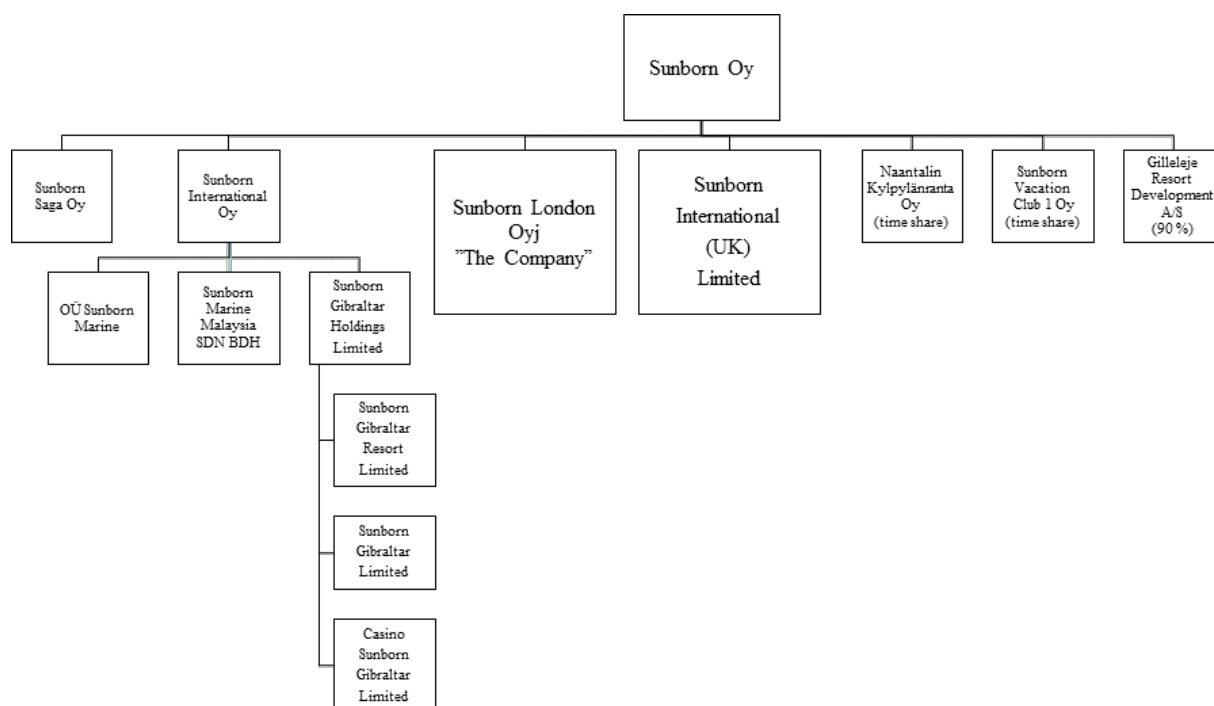 Sunborn Oy
Sunborn
Saga Oy
Sunborn
International
Oy
Sunborn London
Oyj
"The Company"
Sunborn
International
(UK)
Limited
Naantalin
Kylpylänranta
Oy
(time share)
Sunborn
Vacation
Club 1 Oy
(time share)
Gilleleje
Resort
Development
A/S
(90 %)
OÜ Sunborn
Marine
Sunborn
Marine
Malaysia
SDN BDH
Sunborn
Gibraltar
Holdings
Limited
Sunborn
Gibraltar
Resort
Limited
Sunborn
Gibraltar
Limited
Casino
Sunborn
Gibraltar
Limited